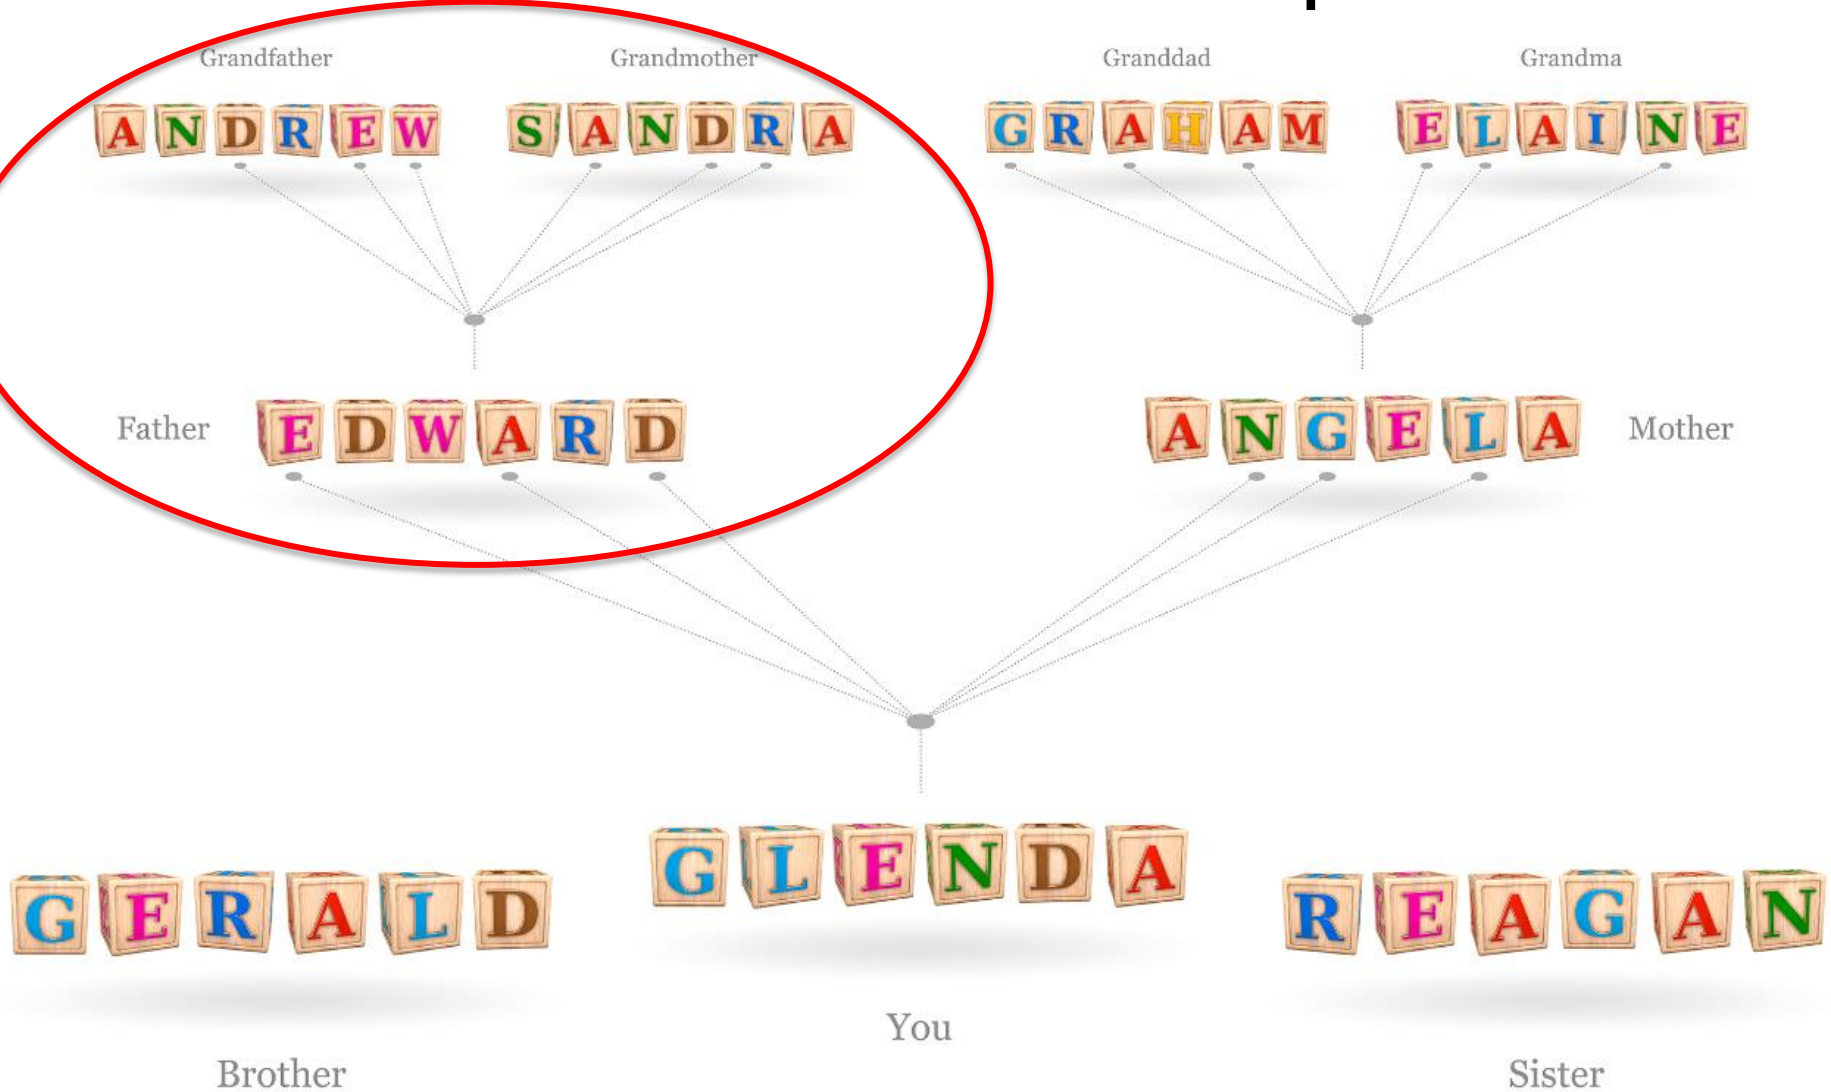 Grandfather Grandmother Granddad Grandma
ANDREW SANDRA GRAHAM ELAINE
Father EDWARD ANGELA Mother
GERALD GLENDA REAGAN
You
Brother Sister